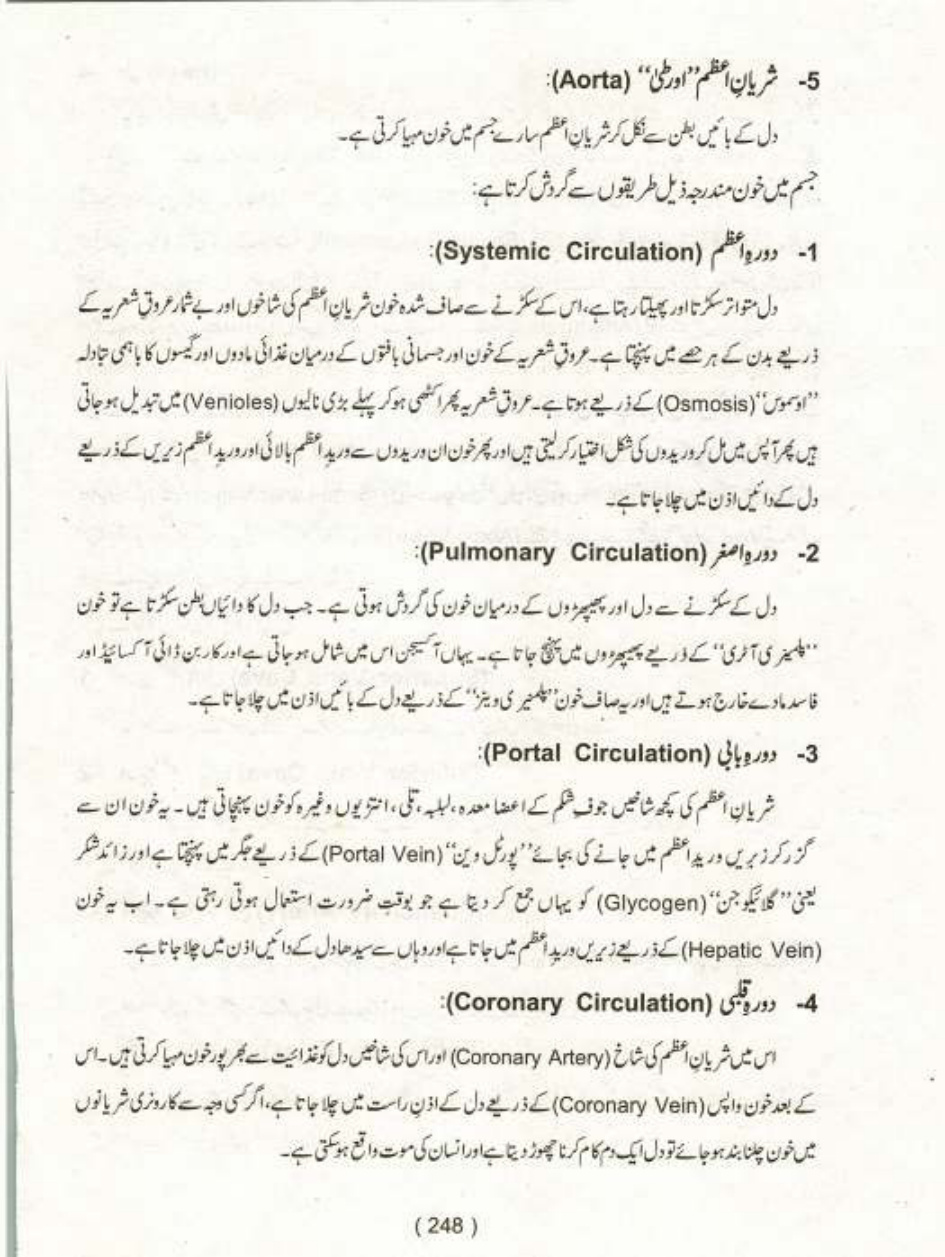 5- شریانِ اعظم ”اورطیٰ“ (Aorta):
دل کے بائیں بطن سے نکل کر شریانِ اعظم سارے جسم میں خون مہیا کرتی ہے۔
جسم میں خون مندرجہ ذیل طریقوں سے گردش کرتا ہے:
1- دورہِ اعظم (Systemic Circulation):
دل متواتر سکڑتا اور پھیلتا رہتا ہے، اس کے سکڑنے سے صاف شدہ خون شریانِ اعظم کی شاخوں اور بے شمار عروقِ شعریہ کے
ذریعے بدن کے ہر حصے میں پہنچتا ہے۔ عروقِ شعریہ کے خون اور جسمانی بافتوں کے درمیان غذائی مادوں اور گیسوں کا باہمی تبادلہ
”اوسموس“ (Osmosis) کے ذریعے ہوتا ہے۔ عروقِ شعریہ پھر اکٹھی ہوکر پہلے بڑی نالیوں (Venioles) میں تبدیل ہو جاتی
ہیں پھر آپس میں مل کر وریدوں کی شکل اختیار کر لیتی ہیں اور پھر خون ان وریدوں سے وریدِ اعظم بالائی اور وریدِ اعظم زیریں کے ذریعے
دل کے دائیں اذن میں چلا جاتا ہے۔
2- دورہِ اصغر (Pulmonary Circulation):
دل کے سکڑنے سے دل اور پھیپھڑوں کے درمیان خون کی گردش ہوتی ہے۔ جب دل کا دائیاں بطن سکڑتا ہے تو خون
”پلمیزی آٹری“ کے ذریعے پھیپھڑوں میں پہنچ جاتا ہے۔ یہاں آکسیجن اس میں شامل ہو جاتی ہے اور کاربن ڈائی آکسائیڈ اور
فاسد مادے خارج ہوتے ہیں اور یہ صاف خون ”پلمنیری وینز“ کے ذریعے دل کے بائیں اذن میں چلا جاتا ہے۔
3- دورہِ بابی (Portal Circulation):
شریانِ اعظم کی کچھ شاخیں جوفِ شکم کے اعضا معدہ، لبلبہ، تلی، انتڑیوں وغیرہ کو خون پہنچاتی ہیں۔ یہ خون ان سے
گزر کر زیریں وریدِ اعظم میں جانے کی بجائے ”پورٹل وین“ (Portal Vein) کے ذریعے جگر میں پہنچتا ہے اور زائد شکر
یعنی ”گلائیکوجن“ (Glycogen) کو یہاں جمع کر دیتا ہے جو بوقتِ ضرورت استعمال ہوتی رہتی ہے۔ اب یہ خون
(Hepatic Vein) کے ذریعے زیریں وریدِ اعظم میں جاتا ہے اور وہاں سے سیدھا دل کے دائیں اذن میں چلا جاتا ہے۔
4- دورہِ قلبی (Coronary Circulation):
اس میں شریانِ اعظم کی شاخ (Coronary Artery) اور اس کی شاخیں دل کو غذائیت سے بھرپور خون مہیا کرتی ہیں۔ اس
کے بعد خون واپس (Coronary Vein) کے ذریعے دل کے اذنِ راست میں چلا جاتا ہے، اگر کسی وجہ سے کارونری شریانوں
میں خون چلنا بند ہو جائے تو دل ایک دم کام کرنا چھوڑ دیتا ہے اور انسان کی موت واقع ہوسکتی ہے۔
( 248 )